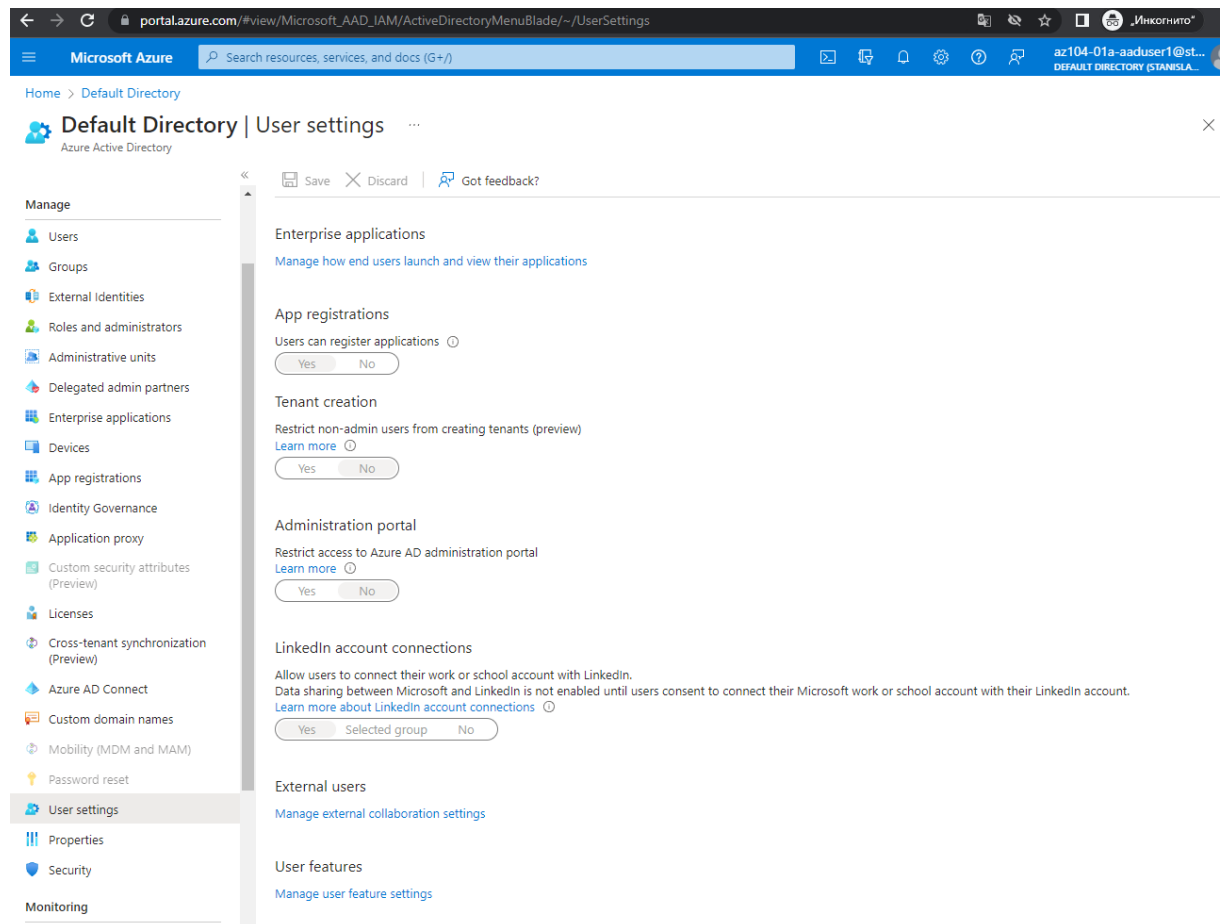 portal.azure.com/#view/Microsoft_AAD_IAM/ActiveDirectoryMenuBlade/~/UserSettings
„Инкогнито“
Microsoft Azure
Search resources, services, and docs (G+/)
az104-01a-aaduser1@st...
DEFAULT DIRECTORY (STANISLA...
Home > Default Directory
Default Directory | User settings ...
Azure Active Directory
«
Save
Discard
Got feedback?
Manage
Users
Groups
External Identities
Roles and administrators
Administrative units
Delegated admin partners
Enterprise applications
Devices
App registrations
Identity Governance
Application proxy
Custom security attributes
(Preview)
Licenses
Cross-tenant synchronization
(Preview)
Azure AD Connect
Custom domain names
Mobility (MDM and MAM)
Password reset
User settings
Properties
Security
Monitoring
Enterprise applications
Manage how end users launch and view their applications
App registrations
Users can register applications
Yes No
Tenant creation
Restrict non-admin users from creating tenants (preview)
Learn more
Yes No
Administration portal
Restrict access to Azure AD administration portal
Learn more
Yes No
LinkedIn account connections
Allow users to connect their work or school account with LinkedIn.
Data sharing between Microsoft and LinkedIn is not enabled until users consent to connect their Microsoft work or school account with their LinkedIn account.
Learn more about LinkedIn account connections
Yes Selected group No
External users
Manage external collaboration settings
User features
Manage user feature settings